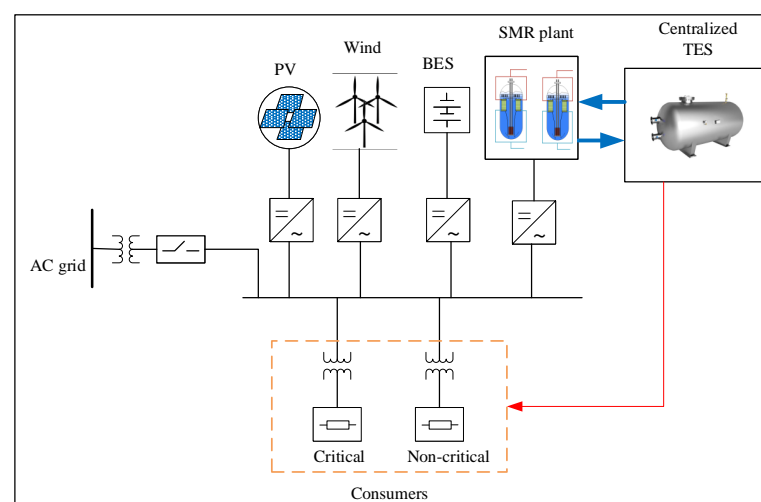 Centralized
TES
SMR plant
Wind
BES
PV
AC grid
Critical
Non-critical
Consumers